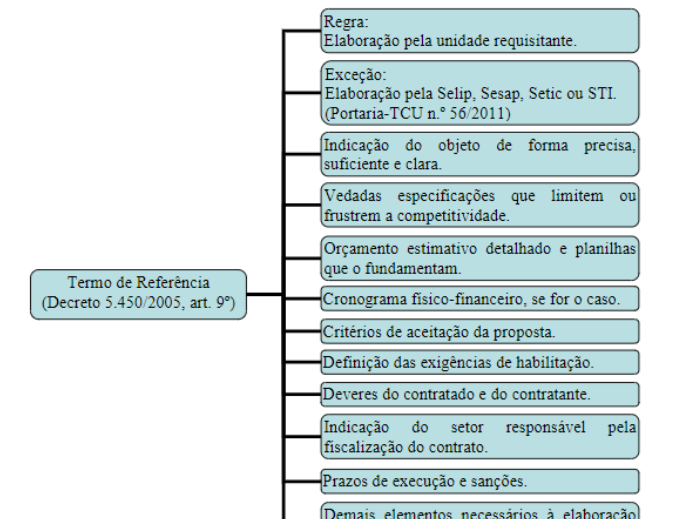 Regra:
Elaboração pela unidade requisitante.
Exceção:
Elaboração pela Selip, Sesap, Setic ou STI.
(Portaria-TCU n.º 56/2011)
Indicação do objeto de forma precisa,
suficiente e clara.
Vedadas especificações que limitem ou
frustrem a competitividade.
Orçamento estimativo detalhado e planilhas
que o fundamentam.
Termo de Referência
(Decreto 5.450/2005, art. 9º)
Cronograma físico-financeiro, se for o caso.
Critérios de aceitação da proposta.
Definição das exigências de habilitação.
Deveres do contratado e do contratante.
Indicação do setor responsável pela
fiscalização do contrato.
Prazos de execução e sanções.
Demais elementos necessários à elaboração